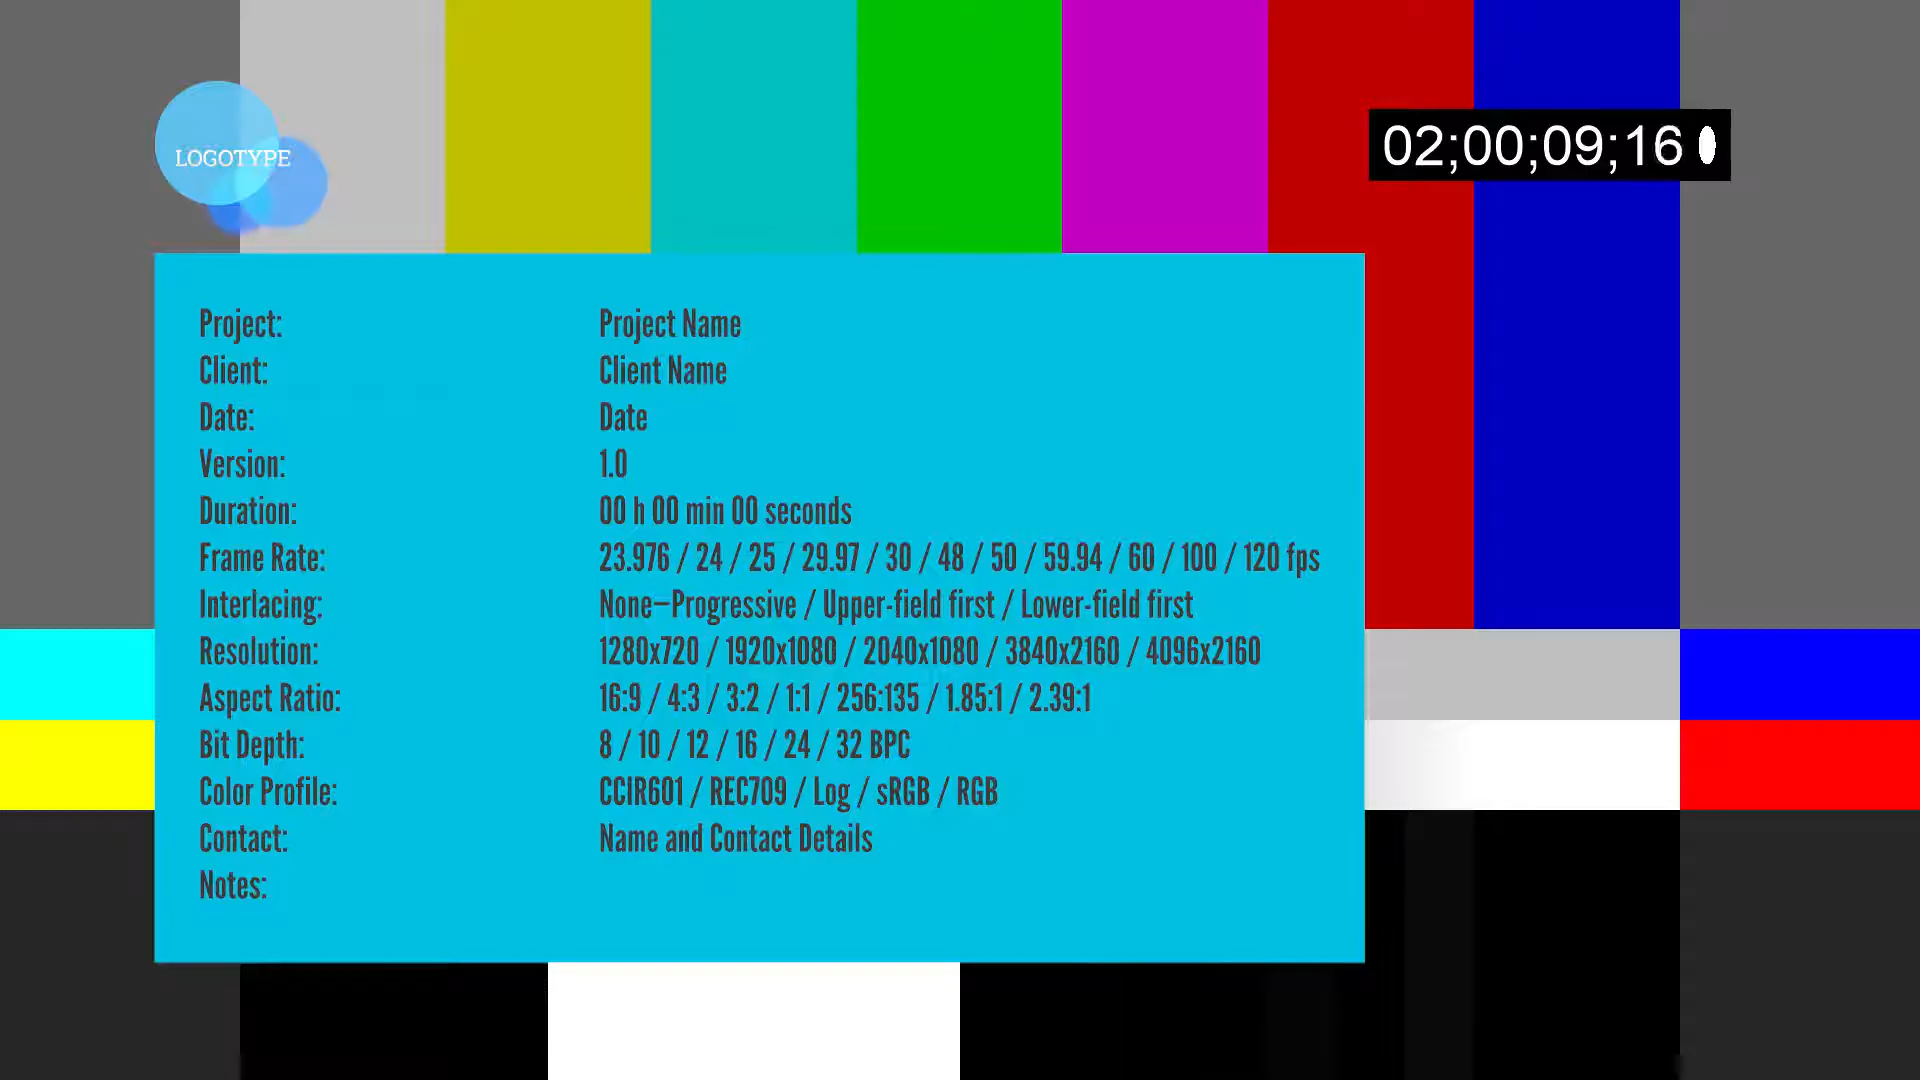 LOGOTYPE
02;00;09;16
Project: Project Name
Client: Client Name
Date: Date
Version: 1.0
Duration: 00 h 00 min 00 seconds
Frame Rate: 23.976 / 24 / 25 / 29.97 / 30 / 48 / 50 / 59.94 / 60 / 100 / 120 fps
Interlacing: None—Progressive / Upper-field first / Lower-field first
Resolution: 1280x720 / 1920x1080 / 2040x1080 / 3840x2160 / 4096x2160
Aspect Ratio: 16:9 / 4:3 / 3:2 / 1:1 / 256:135 / 1.85:1 / 2.39:1
Bit Depth: 8 / 10 / 12 / 16 / 24 / 32 BPC
Color Profile: CCIR601 / REC709 / Log / sRGB / RGB
Contact: Name and Contact Details
Notes: